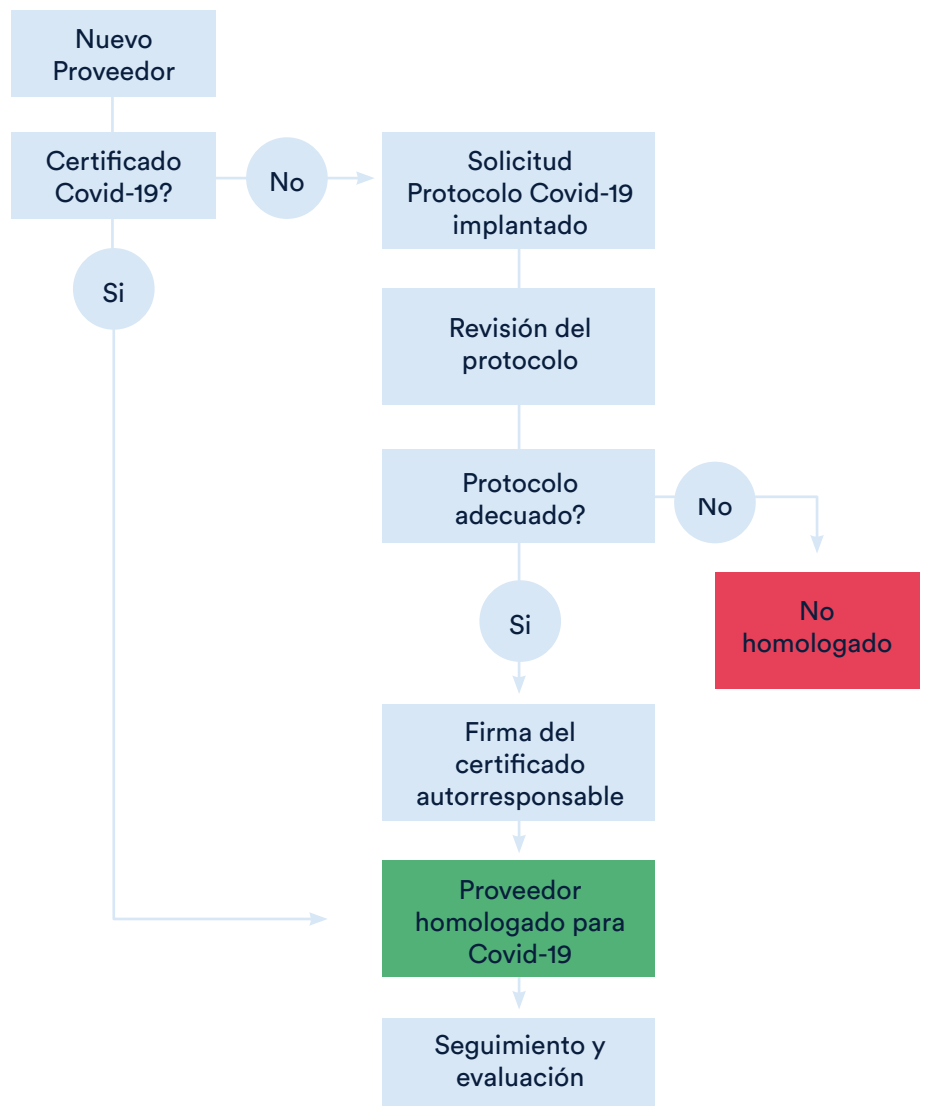 Nuevo
Proveedor
Certificado
Covid-19?
No
Solicitud
Protocolo Covid-19
implantado
Si
Revisión del
protocolo
Protocolo
adecuado?
No
No
homologado
Si
Firma del
certificado
autorresponsable
Proveedor
homologado para
Covid-19
Seguimiento y
evaluación